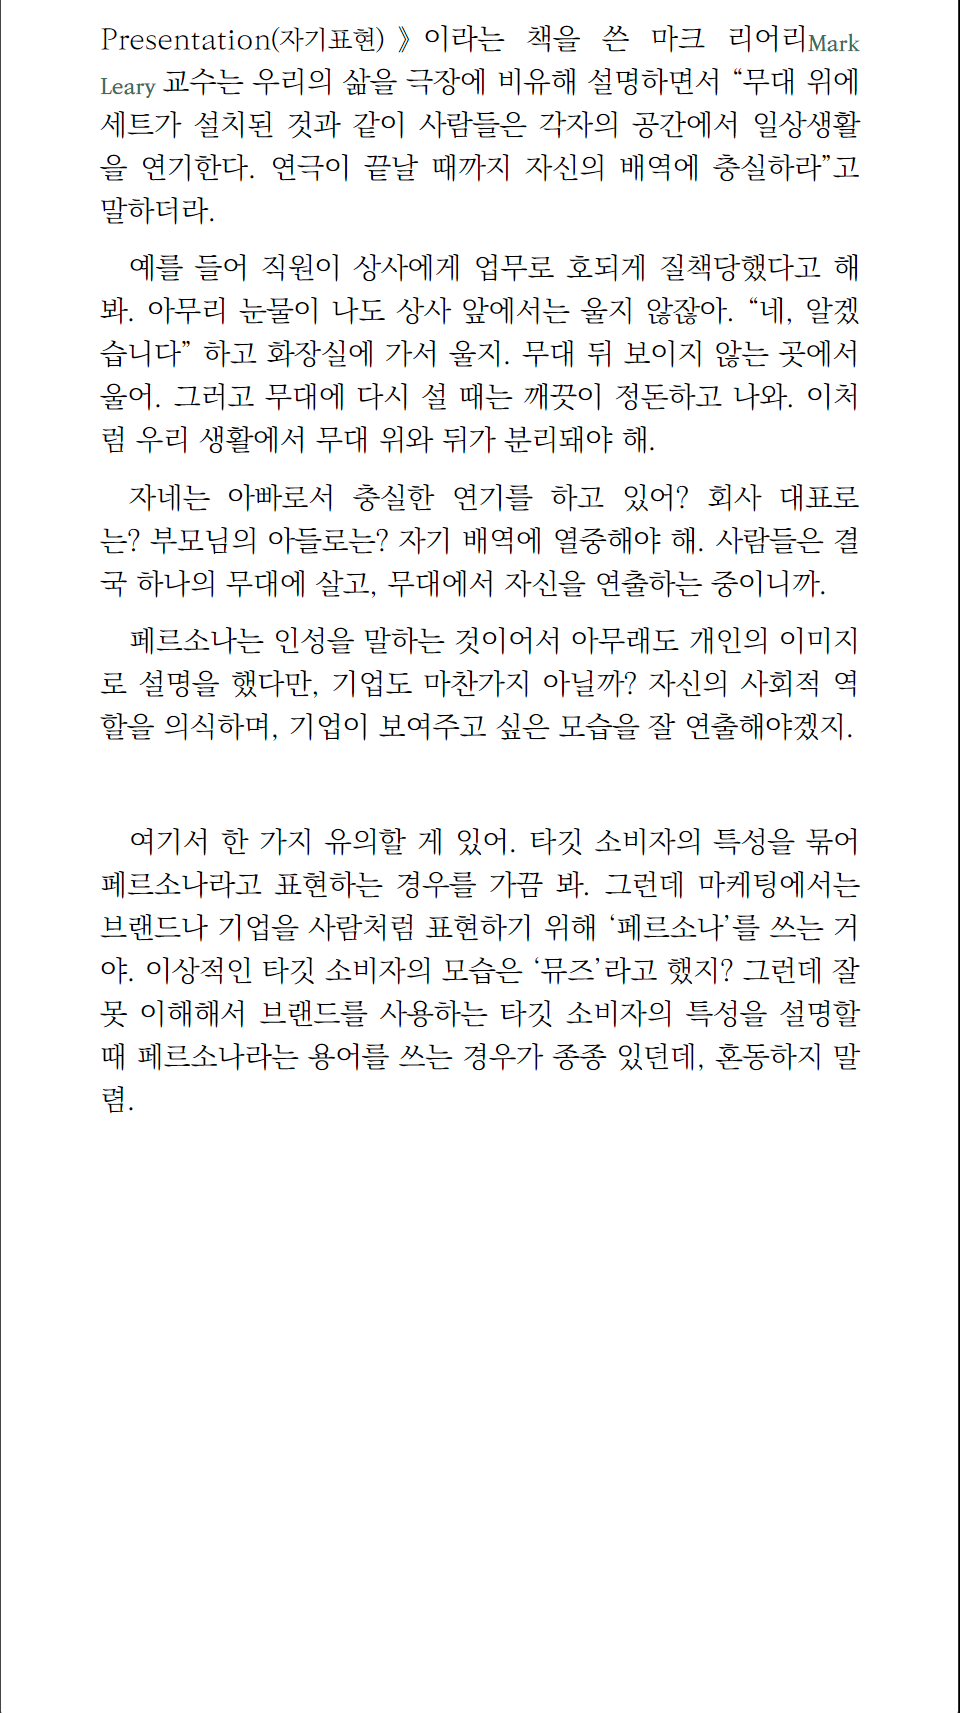 Presentation(자기표현)》이라는 책을 쓴 마크 리어리Mark
Leary 교수는 우리의 삶을 극장에 비유해 설명하면서 “무대 위에
세트가 설치된 것과 같이 사람들은 각자의 공간에서 일상생활
을 연기한다. 연극이 끝날 때까지 자신의 배역에 충실하라”고
말하더라.
예를 들어 직원이 상사에게 업무로 호되게 질책당했다고 해
봐. 아무리 눈물이 나도 상사 앞에서는 울지 않잖아. “네, 알겠
습니다” 하고 화장실에 가서 울지. 무대 뒤 보이지 않는 곳에서
울어. 그러고 무대에 다시 설 때는 깨끗이 정돈하고 나와. 이처
럼 우리 생활에서 무대 위와 뒤가 분리돼야 해.
자네는 아빠로서 충실한 연기를 하고 있어? 회사 대표로
는? 부모님의 아들로는? 자기 배역에 열중해야 해. 사람들은 결
국 하나의 무대에 살고, 무대에서 자신을 연출하는 중이니까.
페르소나는 인성을 말하는 것이어서 아무래도 개인의 이미지
로 설명을 했다만, 기업도 마찬가지 아닐까? 자신의 사회적 역
할을 의식하며, 기업이 보여주고 싶은 모습을 잘 연출해야겠지.
여기서 한 가지 유의할 게 있어. 타깃 소비자의 특성을 묶어
페르소나라고 표현하는 경우를 가끔 봐. 그런데 마케팅에서는
브랜드나 기업을 사람처럼 표현하기 위해 ‘페르소나’를 쓰는 거
야. 이상적인 타깃 소비자의 모습은 ‘뮤즈’라고 했지? 그런데 잘
못 이해해서 브랜드를 사용하는 타깃 소비자의 특성을 설명할
때 페르소나라는 용어를 쓰는 경우가 종종 있던데, 혼동하지 말
렴.